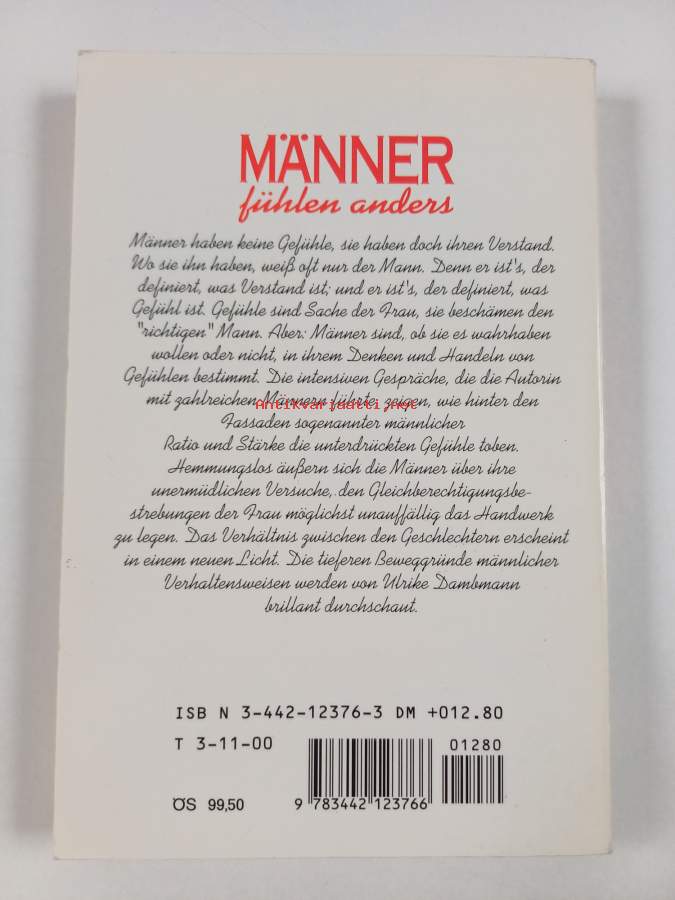 MÄNNER
fühlen anders
Männer haben keine Gefühle, sie haben doch ihren Verstand.
Wo sie ihn haben, weiß oft nur der Mann. Denn er ist's, der
definiert, was Verstand ist; und er ist's, der definiert, was
Gefühl ist. Gefühle sind Sache der Frau, sie beschämen den
"richtigen" Mann. Aber: Männer sind, ob sie es wahrhaben
wollen oder nicht, in ihrem Denken und Handeln von
Gefühlen bestimmt. Die intensiven Gespräche, die die Autorin
mit zahlreichen Männern führte, zeigen, wie hinter den
Antikvariaatti.net
Fassaden sogenannter männlicher
Ratio und Stärke die unterdrückten Gefühle toben.
Hemmungslos äußern sich die Männer über ihre
unermüdlichen Versuche, den Gleichberechtigungsbe-
strebungen der Frau möglichst unauffällig das Handwerk
zu legen. Das Verhältnis zwischen den Geschlechtern erscheint
in einem neuen Licht. Die tieferen Beweggründe männlicher
Verhaltensweisen werden von Ulrike Dambmann
brillant durchschaut.
ISB N 3-442-12376-3 DM +012.80
T 3-11-00
01280
ÖS 99,50
9 783442 123766